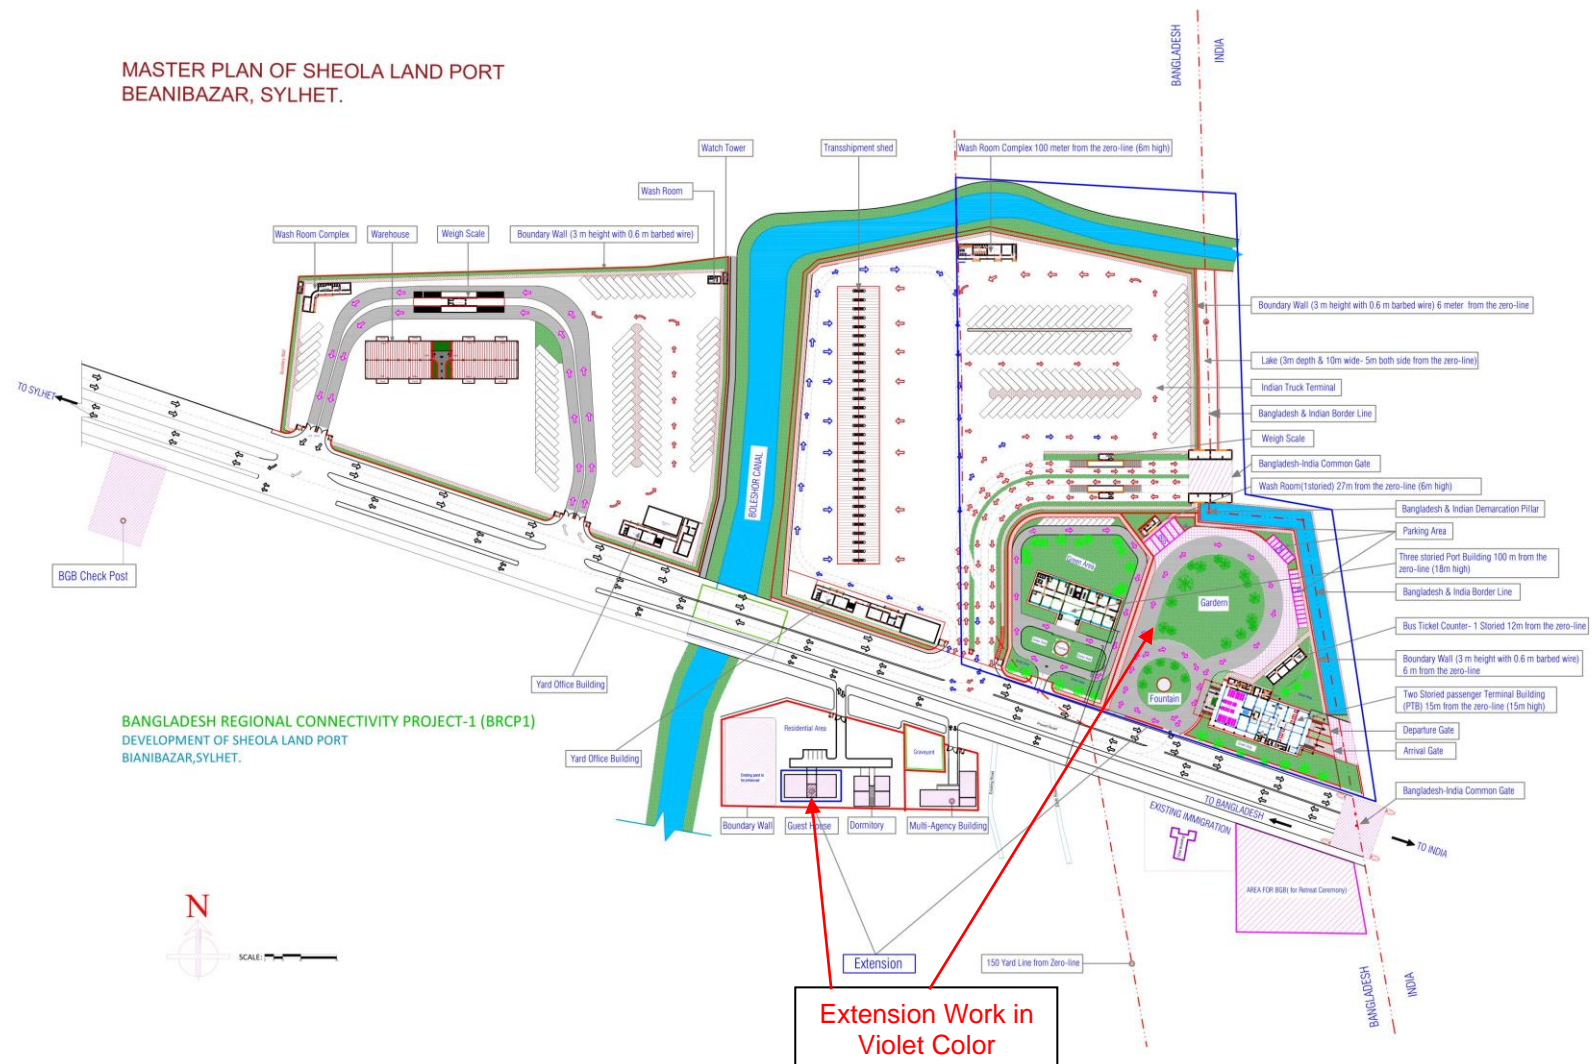 MASTER PLAN OF SHEOLA LAND PORT
BEANIBAZAR, SYLHET.
BANGLADESH
INDIA
Watch Tower
Transshipment shed
Wash Room Complex 100 meter from the zero-line (6m high)
Wash Room
Wash Room Complex
Warehouse
Weigh Scale
Boundary Wall (3 m height with 0.6 m barbed wire)
Boundary Wall (3 m height with 0.6 m barbed wire) 6 meter from the zero-line
Lake (3m depth & 10m wide- 5m both side from the zero-line)
Indian Truck Terminal
Bangladesh & Indian Border Line
Weigh Scale
Bangladesh-India Common Gate
Wash Room(1storied) 27m from the zero-line (6m high)
Bangladesh & Indian Demarcation Pillar
Parking Area
Three storied Port Building 100 m from the
zero-line (18m high)
Bangladesh & India Border Line
Bus Ticket Counter- 1 Storied 12m from the zero-line
Boundary Wall (3 m height with 0.6 m barbed wire)
6 m from the zero-line
Two Storied passenger Terminal Building
(PTB) 15m from the zero-line (15m high)
Departure Gate
Arrival Gate
Bangladesh-India Common Gate
TO SYLHET
BOLESHOR CANAL
BGB Check Post
Green Area
Gardern
Fountain
Yard Office Building
Yard Office Building
BANGLADESH REGIONAL CONNECTIVITY PROJECT-1 (BRCP1)
DEVELOPMENT OF SHEOLA LAND PORT
BIANIBAZAR,SYLHET.
Residential Area
Graveyard
Boundary Wall
Guest House
Dormitory
Multi-Agency Building
TO BANGLADESH
EXISTING IMMIGRATION
TO INDIA
AREA FOR BGB( for Retreat Ceremony)
N
SCALE:
Extension
150 Yard Line from Zero-line
BANGLADESH
INDIA
Extension Work in
Violet Color